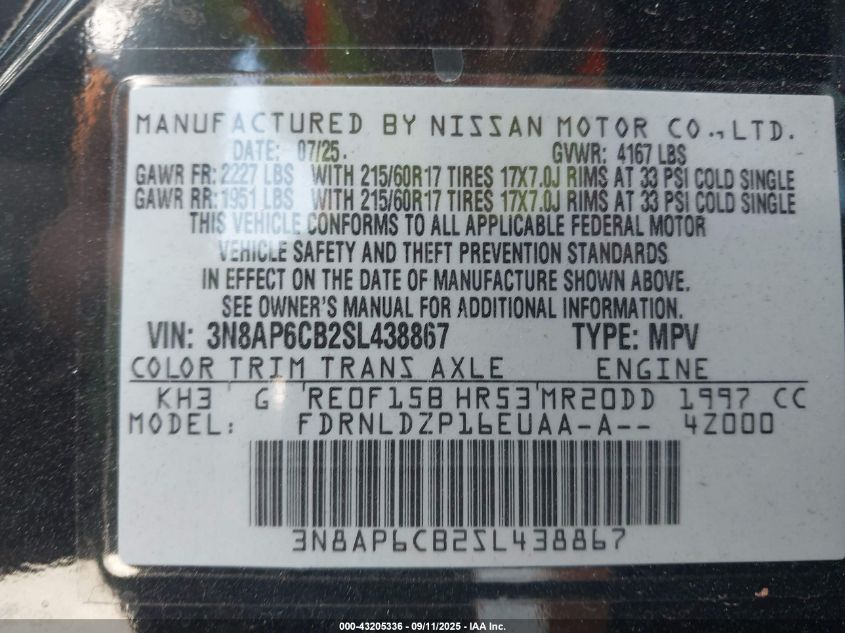 MANUFACTURED BY NISSAN MOTOR CO.,LTD.
DATE: 07/25. GVWR: 4167 LBS
GAWR FR: 2227 LBS WITH 215/60R17 TIRES 17X7.0J RIMS AT 33 PSI COLD SINGLE
GAWR RR: 1951 LBS WITH 215/60R17 TIRES 17X7.0J RIMS AT 33 PSI COLD SINGLE
THIS VEHICLE CONFORMS TO ALL APPLICABLE FEDERAL MOTOR
VEHICLE SAFETY AND THEFT PREVENTION STANDARDS
IN EFFECT ON THE DATE OF MANUFACTURE SHOWN ABOVE.
SEE OWNER'S MANUAL FOR ADDITIONAL INFORMATION.
VIN: 3N8AP6CB2SL438867 TYPE: MPV
COLOR TRIM TRANS AXLE ENGINE
KH3 G RE0F15B HR53 MR20DD 1997 CC
MODEL: FDRNLDZP16EUAA-A-- 4Z000
3N8AP6CB2SL438867
000-43205336 - 09/11/2025 - IAA Inc.